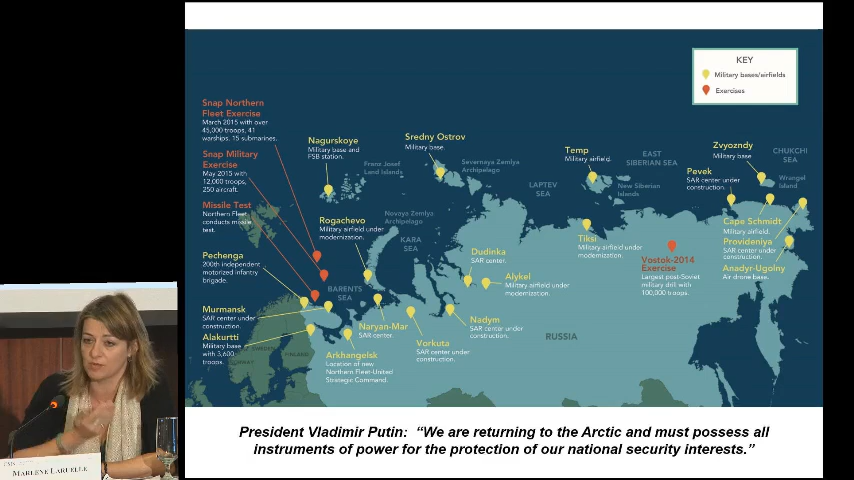 KEY
Military bases/airfields
Exercises
Snap Northern
Fleet Exercise
March 2015 with over
45,000 troops, 41
warships, 15 submarines.
Snap Military
Exercise
May 2015 with
12,000 troops,
250 aircraft.
Missile Test
Northern Fleet
conducts missile
test.
Pechenga
200th independent
motorized infantry
brigade.
Murmansk
SAR center under
construction.
Alakurtti
Military base
with 3,600
troops.
Nagurskoye
Military base and
FSB station.
Franz Josef
Land Islands
Sredny Ostrov
Military base.
Severnaya Zemlya
Archipelago
Temp
Military airfield.
EAST
SIBERIAN SEA
New Siberian
Islands
LAPTEV
SEA
Zvyozndy
Military base
CHUKCHI
SEA
Wrangel
Island
Pevek
SAR center under
construction.
Cape Schmidt
Military airfield.
Provideniya
SAR center under
construction.
Anadyr-Ugolny
Air drone base.
Rogachevo
Military airfield under
modernization.
Novaya Zemlya
Archipelago
KARA
SEA
BARENTS
SEA
Dudinka
SAR center.
Alykel
Military airfield under
modernization.
Tiksi
Military airfield under
modernization.
Vostok-2014
Exercise
Largest post-Soviet
military drill with
100,000 troops.
Naryan-Mar
SAR center.
Nadym
SAR center under
construction.
Vorkuta
SAR center under
construction.
Arkhangelsk
Location of new
Northern Fleet-United
Strategic Command.
RUSSIA
FINLAND
President Vladimir Putin: “We are returning to the Arctic and must possess all
instruments of power for the protection of our national security interests.”
MARLENE LARUELLE